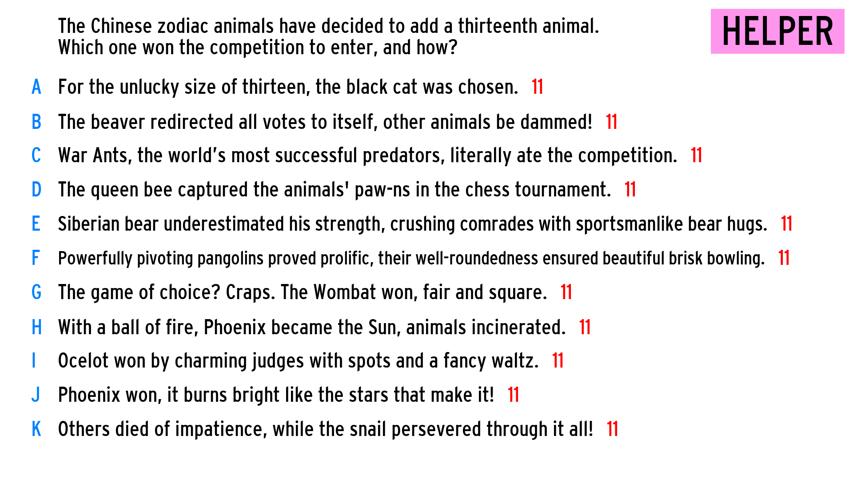 The Chinese zodiac animals have decided to add a thirteenth animal.
Which one won the competition to enter, and how?
HELPER
A For the unlucky size of thirteen, the black cat was chosen. 11
B The beaver redirected all votes to itself, other animals be dammed! 11
C War Ants, the world's most successful predators, literally ate the competition. 11
D The queen bee captured the animals' paw-ns in the chess tournament. 11
E Siberian bear underestimated his strength, crushing comrades with sportsmanlike bear hugs. 11
F Powerfully pivoting pangolins proved prolific, their well-roundedness ensured beautiful brisk bowling. 11
G The game of choice? Craps. The Wombat won, fair and square. 11
H With a ball of fire, Phoenix became the Sun, animals incinerated. 11
I Ocelot won by charming judges with spots and a fancy waltz. 11
J Phoenix won, it burns bright like the stars that make it! 11
K Others died of impatience, while the snail persevered through it all! 11